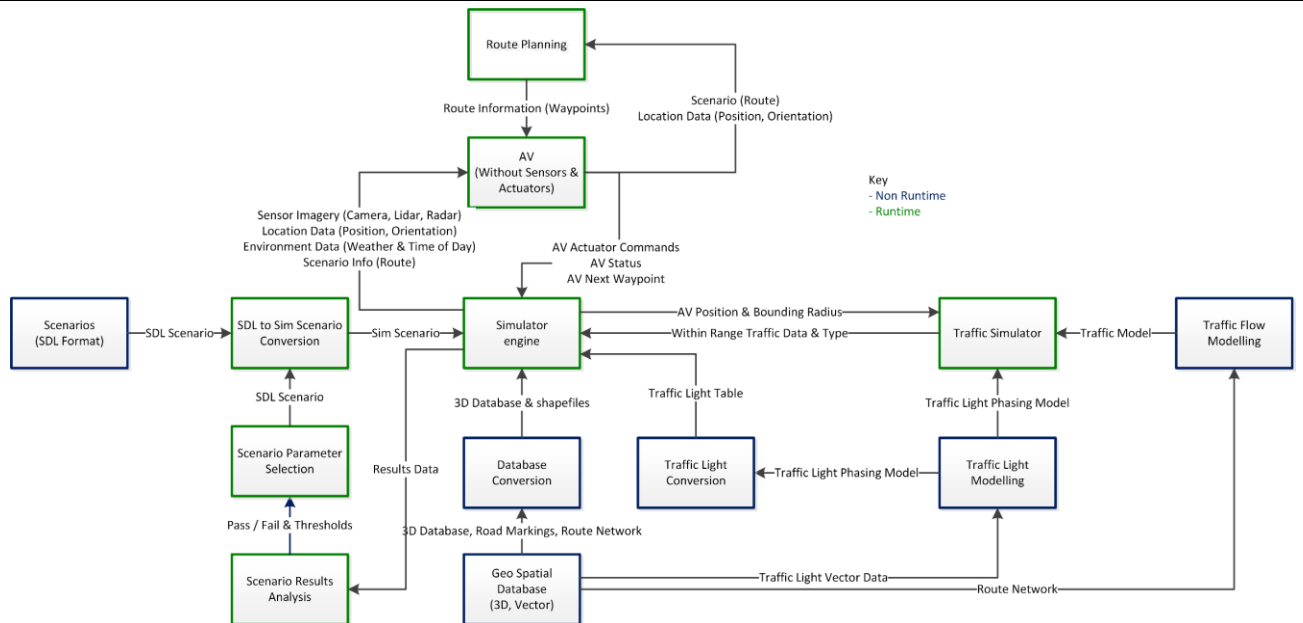 Route Planning
Route Information (Waypoints)
Scenario (Route)
Location Data (Position, Orientation)
AV
(Without Sensors &
Actuators)
Key
- Non Runtime
- Runtime
Sensor Imagery (Camera, Lidar, Radar)
Location Data (Position, Orientation)
Environment Data (Weather & Time of Day)
Scenario Info (Route)
AV Actuator Commands
AV Status
AV Next Waypoint
Scenarios
(SDL Format)
SDL Scenario
SDL to Sim Scenario
Conversion
Sim Scenario
Simulator
engine
AV Position & Bounding Radius
Within Range Traffic Data & Type
Traffic Simulator
Traffic Model
Traffic Flow
Modelling
SDL Scenario
3D Database & shapefiles
Traffic Light Table
Traffic Light Phasing Model
Scenario Parameter
Selection
Results Data
Database
Conversion
Traffic Light
Conversion
Traffic Light Phasing Model
Traffic Light
Modelling
Pass / Fail & Thresholds
3D Database, Road Markings, Route Network
Scenario Results
Analysis
Geo Spatial
Database
(3D, Vector)
Traffic Light Vector Data
Route Network